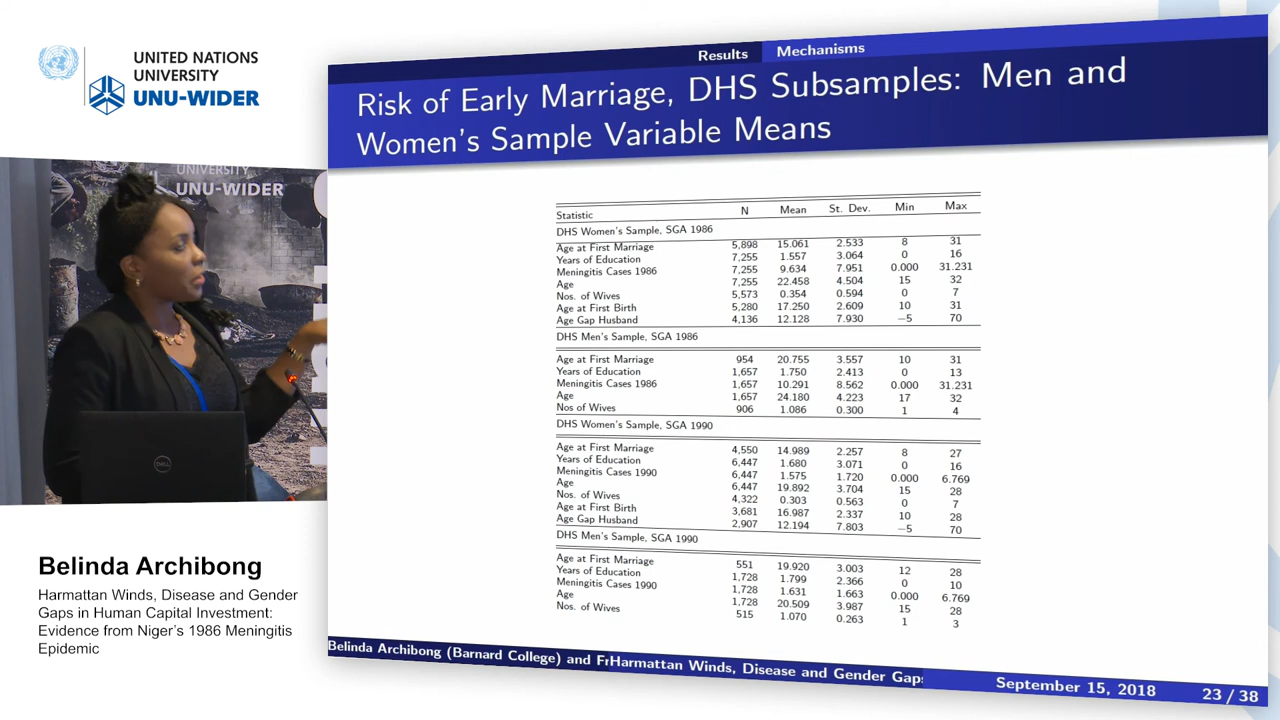 UNITED NATIONS
UNIVERSITY
UNU-WIDER
UNIVERSITY
UNU-WIDER
DELL
Belinda Archibong
Harmattan Winds, Disease and Gender
Gaps in Human Capital Investment:
Evidence from Niger's 1986 Meningitis
Epidemic
Results Mechanisms
Risk of Early Marriage, DHS Subsamples: Men and
Women's Sample Variable Means
Statistic N Mean St. Dev. Min Max
DHS Women's Sample, SGA 1986
Age at First Marriage 5,898 15.061 2.533 8 31
Years of Education 7,255 1.557 3.064 0 16
Meningitis Cases 1986 7,255 9.634 7.951 0.000 31.231
Age 7,255 22.458 4.504 15 32
Nos. of Wives 5,573 0.354 0.594 0 7
Age at First Birth 5,280 17.250 2.609 10 31
Age Gap Husband 4,136 12.128 7.930 −5 70
DHS Men's Sample, SGA 1986
Age at First Marriage 954 20.755 3.557 10 31
Years of Education 1,657 1.750 2.413 0 13
Meningitis Cases 1986 1,657 10.291 8.562 0.000 31.231
Age 1,657 24.180 4.223 17 32
Nos of Wives 906 1.086 0.300 1 4
DHS Women's Sample, SGA 1990
Age at First Marriage 4,550 14.989 2.257 8 27
Years of Education 6,447 1.680 3.071 0 16
Meningitis Cases 1990 6,447 1.575 1.720 0.000 6.769
Age 6,447 19.892 3.704 15 28
Nos. of Wives 4,322 0.303 0.563 0 7
Age at First Birth 3,681 16.987 2.337 10 28
Age Gap Husband 2,907 12.194 7.803 −5 70
DHS Men's Sample, SGA 1990
Age at First Marriage 551 19.920 3.003 12 28
Years of Education 1,728 1.799 2.366 0 10
Meningitis Cases 1990 1,728 1.631 1.663 0.000 6.769
Age 1,728 20.509 3.987 15 28
Nos. of Wives 515 1.070 0.263 1 3
Belinda Archibong (Barnard College) and Fr Harmattan Winds, Disease and Gender Gap
September 15, 2018 23 / 38